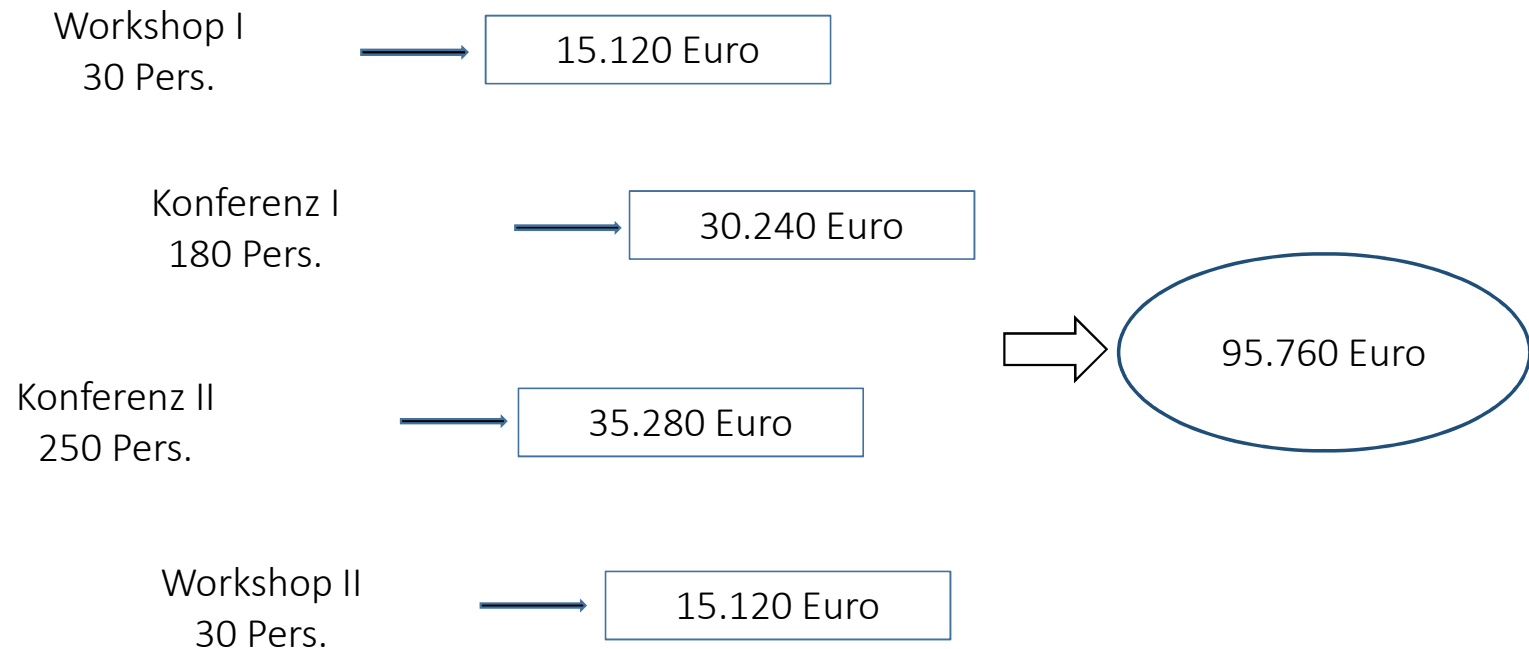 Workshop I
30 Pers.
15.120 Euro
Konferenz I
180 Pers.
30.240 Euro
95.760 Euro
Konferenz II
250 Pers.
35.280 Euro
Workshop II
30 Pers.
15.120 Euro